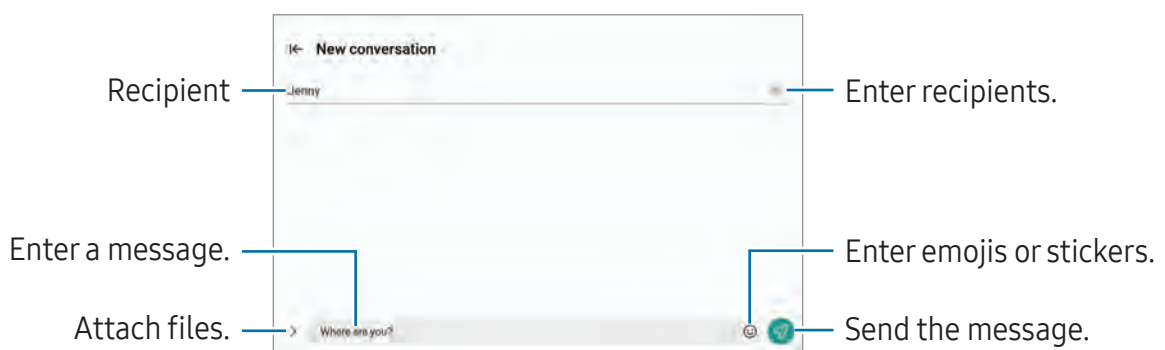 New conversation
Recipient
Jenny
Enter recipients.
Enter a message.
Enter emojis or stickers.
Attach files.
Where are you?
Send the message.